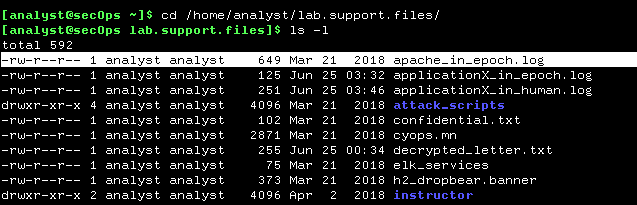 [analyst@secOps ~]$ cd /home/analyst/lab.support.files/
[analyst@secOps lab.support.files]$ ls -l
total 592
-rw-r--r-- 1 analyst analyst    649 Mar 21  2018 apache_in_epoch.log
-rw-r--r-- 1 analyst analyst    125 Jun 25 03:32 applicationX_in_epoch.log
-rw-r--r-- 1 analyst analyst    251 Jun 25 03:46 applicationX_in_human.log
drwxr-xr-x 4 analyst analyst   4096 Mar 21  2018 attack_scripts
-rw-r--r-- 1 analyst analyst    102 Mar 21  2018 confidential.txt
-rw-r--r-- 1 analyst analyst   2871 Mar 21  2018 cyops.mn
-rw-r--r-- 1 analyst analyst    255 Jun 25 00:34 decrypted_letter.txt
-rw-r--r-- 1 analyst analyst     75 Mar 21  2018 elk_services
-rw-r--r-- 1 analyst analyst    373 Mar 21  2018 h2_dropbear.banner
drwxr-xr-x 2 analyst analyst   4096 Apr  2  2018 instructor